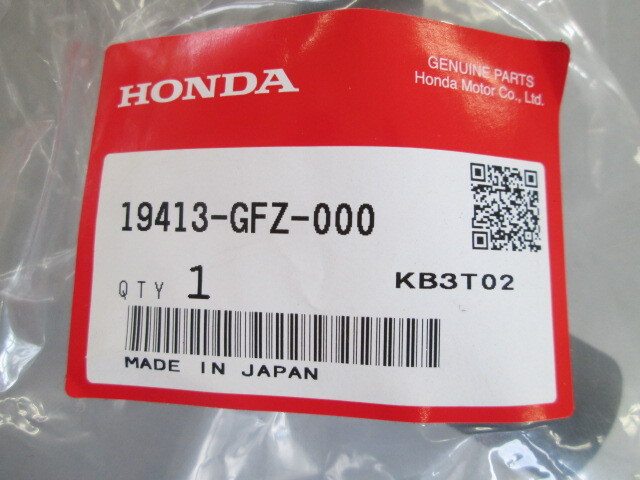 HONDA
GENUINE PARTS
Honda Motor Co., Ltd.
19413-GFZ-000
QTY 1
KB3T02
MADE IN JAPAN